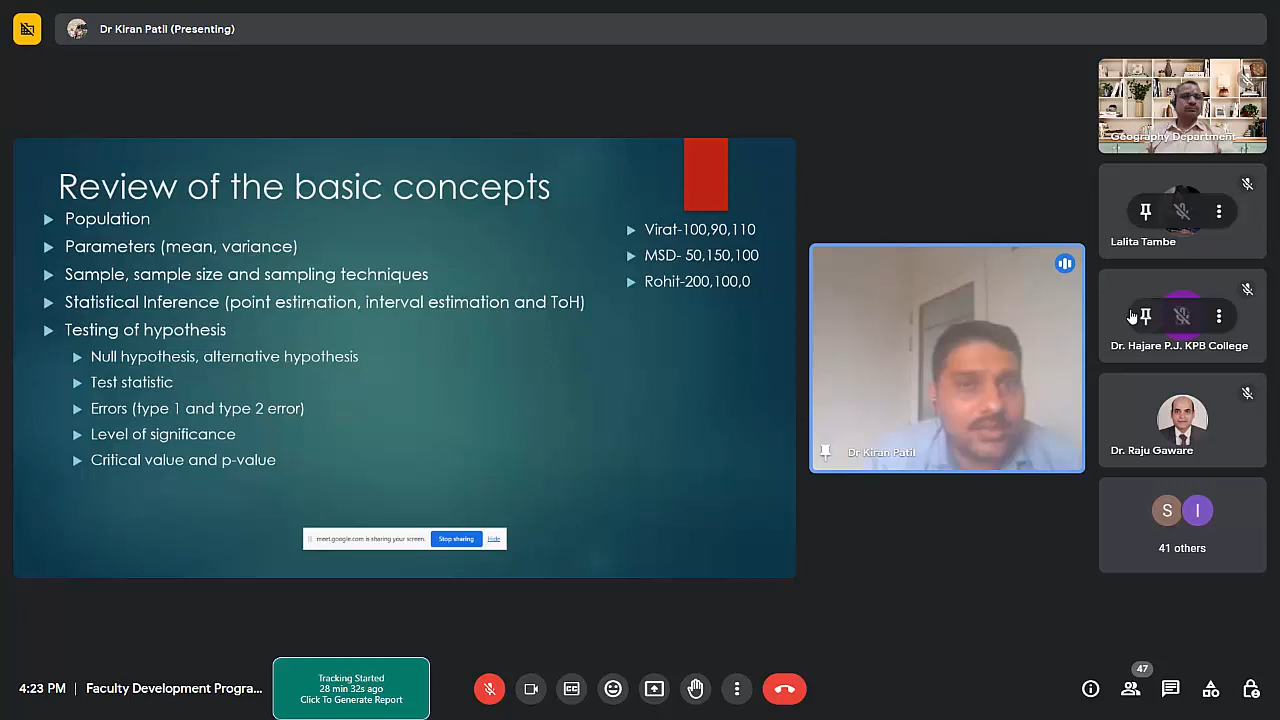 Dr Kiran Patil (Presenting)
Geography Department
Review of the basic concepts
Population
Parameters (mean, variance)
Sample, sample size and sampling techniques
Statistical Inference (point estimation, interval estimation and ToH)
Testing of hypothesis
Null hypothesis, alternative hypothesis
Test statistic
Errors (type 1 and type 2 error)
Level of significance
Critical value and p-value
Virat-100,90,110
MSD- 50,150,100
Rohit-200,100,0
meet.google.com is sharing your screen.
Stop sharing
Hide
Dr Kiran Patil
Lalita Tambe
Dr. Hajare P.J. KPB College
Dr. Raju Gaware
S
I
41 others
4:23 PM
Faculty Development Progra...
Tracking Started
28 min 32s ago
Click To Generate Report
CC
47